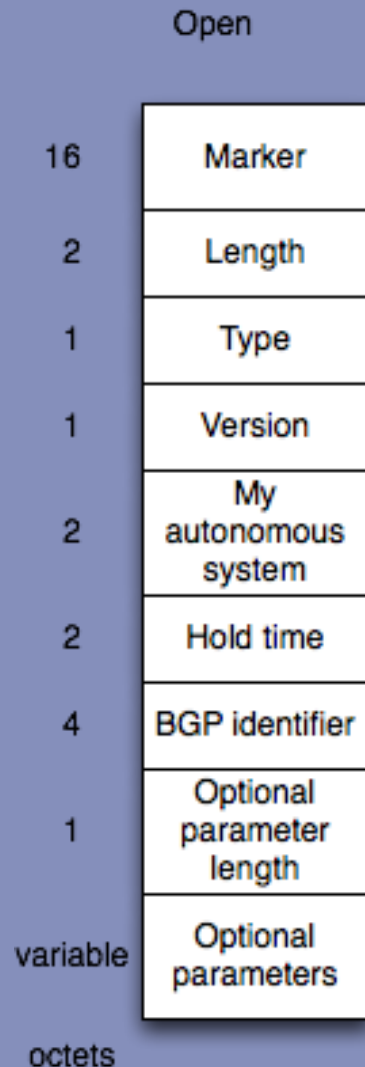 Open
16 Marker
2 Length
1 Type
1 Version
My
2 autonomous
system
2 Hold time
4 BGP identifier
Optional
1 parameter
length
Optional
variable
parameters
octets